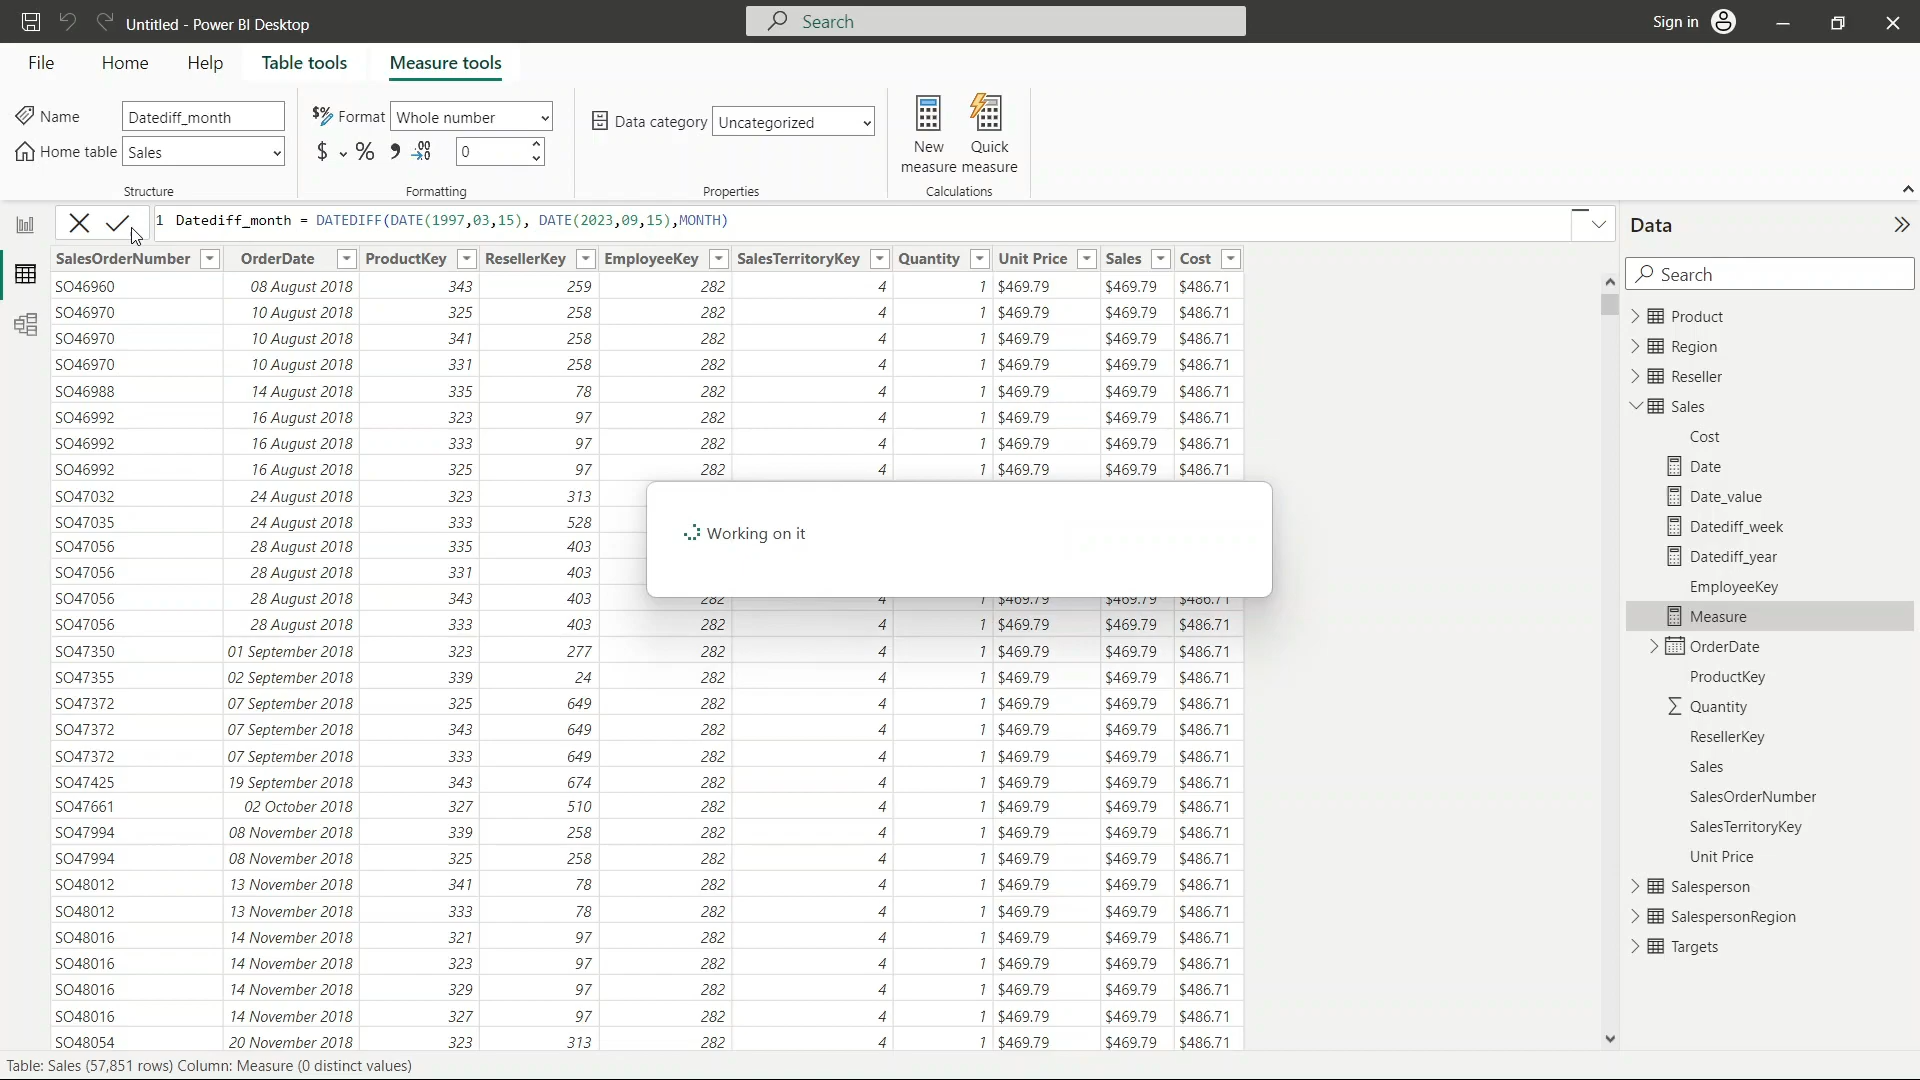 Untitled - Power BI Desktop
Search
Sign in
File Home Help Table tools Measure tools
Name Datediff_month
Home table Sales
Structure
Format Whole number
$ % , .00 0
Formatting
Data category Uncategorized
Properties
New measure
Quick measure
Calculations
1 Datediff_month = DATEDIFF(DATE(1997,03,15), DATE(2023,09,15),MONTH)
SalesOrderNumber OrderDate ProductKey ResellerKey EmployeeKey SalesTerritoryKey Quantity Unit Price Sales Cost
SO46960 08 August 2018 343 259 282 4 1 $469.79 $469.79 $486.71
SO46970 10 August 2018 325 258 282 4 1 $469.79 $469.79 $486.71
SO46970 10 August 2018 341 258 282 4 1 $469.79 $469.79 $486.71
SO46970 10 August 2018 331 258 282 4 1 $469.79 $469.79 $486.71
SO46988 14 August 2018 335 78 282 4 1 $469.79 $469.79 $486.71
SO46992 16 August 2018 323 97 282 4 1 $469.79 $469.79 $486.71
SO46992 16 August 2018 333 97 282 4 1 $469.79 $469.79 $486.71
SO46992 16 August 2018 325 97 282 4 1 $469.79 $469.79 $486.71
SO47032 24 August 2018 323 313
SO47035 24 August 2018 333 528
SO47056 28 August 2018 335 403
SO47056 28 August 2018 331 403
SO47056 28 August 2018 343 403 282 4 1 $469.79 $469.79 $486.71
SO47056 28 August 2018 333 403 282 4 1 $469.79 $469.79 $486.71
SO47350 01 September 2018 323 277 282 4 1 $469.79 $469.79 $486.71
SO47355 02 September 2018 339 24 282 4 1 $469.79 $469.79 $486.71
SO47372 07 September 2018 325 649 282 4 1 $469.79 $469.79 $486.71
SO47372 07 September 2018 343 649 282 4 1 $469.79 $469.79 $486.71
SO47372 07 September 2018 333 649 282 4 1 $469.79 $469.79 $486.71
SO47425 19 September 2018 343 674 282 4 1 $469.79 $469.79 $486.71
SO47661 02 October 2018 327 510 282 4 1 $469.79 $469.79 $486.71
SO47994 08 November 2018 339 258 282 4 1 $469.79 $469.79 $486.71
SO47994 08 November 2018 325 258 282 4 1 $469.79 $469.79 $486.71
SO48012 13 November 2018 341 78 282 4 1 $469.79 $469.79 $486.71
SO48012 13 November 2018 333 78 282 4 1 $469.79 $469.79 $486.71
SO48016 14 November 2018 321 97 282 4 1 $469.79 $469.79 $486.71
SO48016 14 November 2018 323 97 282 4 1 $469.79 $469.79 $486.71
SO48016 14 November 2018 329 97 282 4 1 $469.79 $469.79 $486.71
SO48016 14 November 2018 327 97 282 4 1 $469.79 $469.79 $486.71
SO48054 20 November 2018 323 313 282 4 1 $469.79 $469.79 $486.71
Working on it
Data
Search
Product
Region
Reseller
Sales
Cost
Date
Date_value
Datediff_week
Datediff_year
EmployeeKey
Measure
OrderDate
ProductKey
Quantity
ResellerKey
Sales
SalesOrderNumber
SalesTerritoryKey
Unit Price
Salesperson
SalespersonRegion
Targets
Table: Sales (57,851 rows) Column: Measure (0 distinct values)